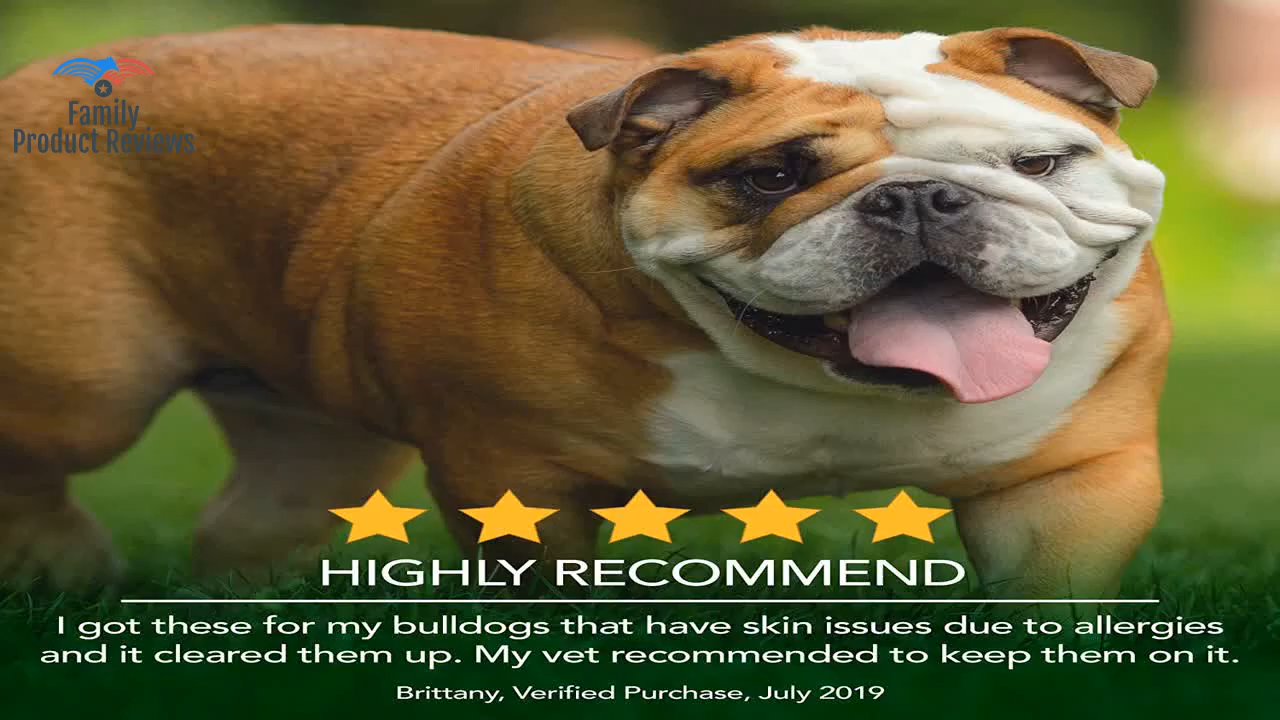 Family
Product Reviews
HIGHLY RECOMMEND
I got these for my bulldogs that have skin issues due to allergies
and it cleared them up. My vet recommended to keep them on it.
Brittany, Verified Purchase, July 2019